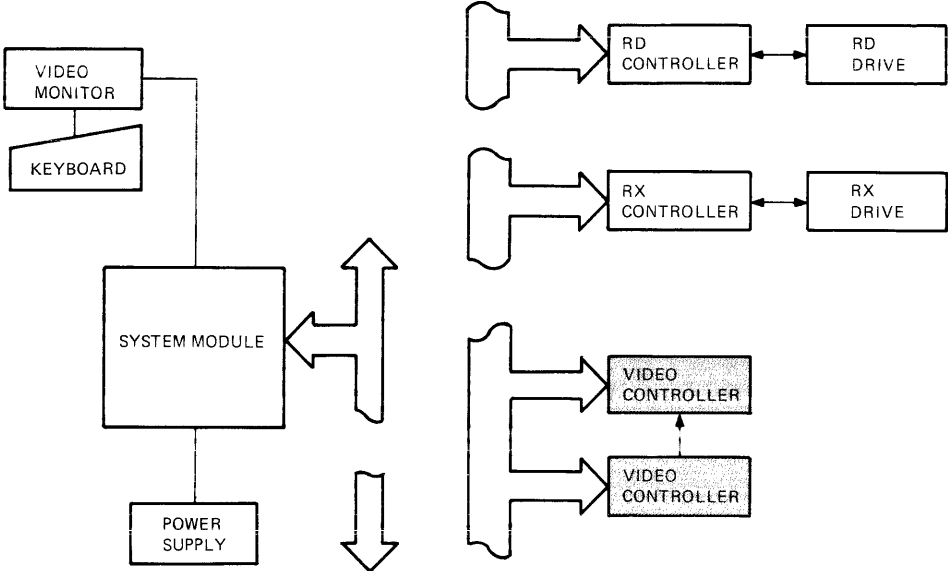 VIDEO
MONITOR
KEYBOARD
SYSTEM MODULE
POWER
SUPPLY
RD
CONTROLLER
RD
DRIVE
RX
CONTROLLER
RX
DRIVE
VIDEO
CONTROLLER
VIDEO
CONTROLLER